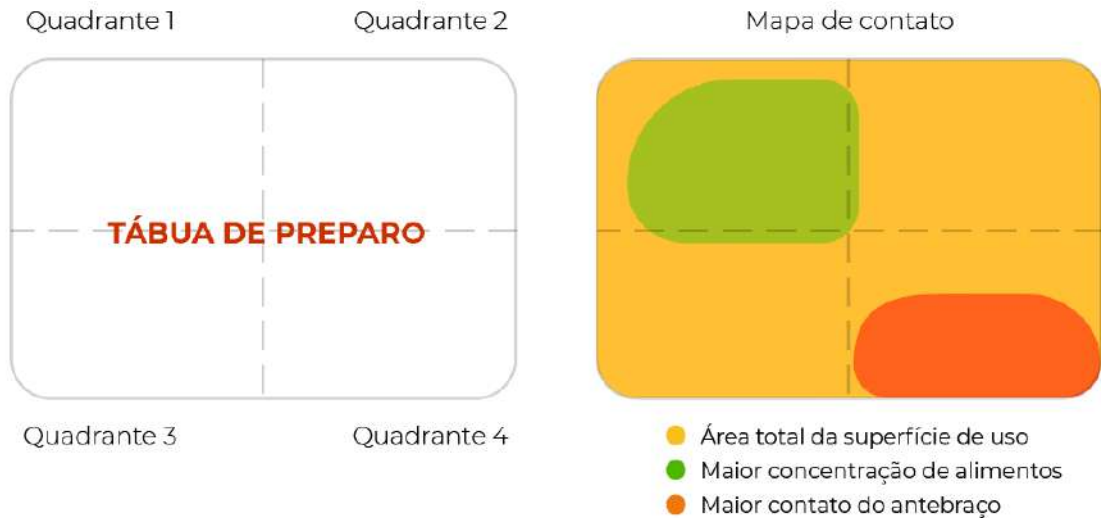 Quadrante 1
Quadrante 2
Mapa de contato
TÁBUA DE PREPARO
Quadrante 3
Quadrante 4
Área total da superfície de uso
Maior concentração de alimentos
Maior contato do antebraço